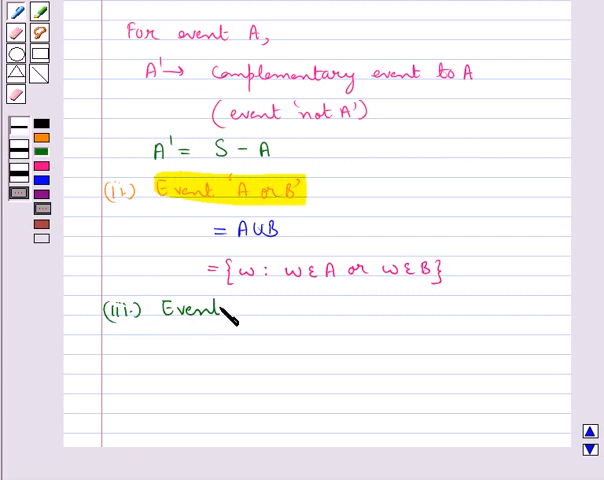 For event A,
A' → Complementary event to A
(event 'not A')
A' = S - A
(ii.) Event 'A or B'
= A∪B
= {w : w ε A or w ε B}
(iii.) Event